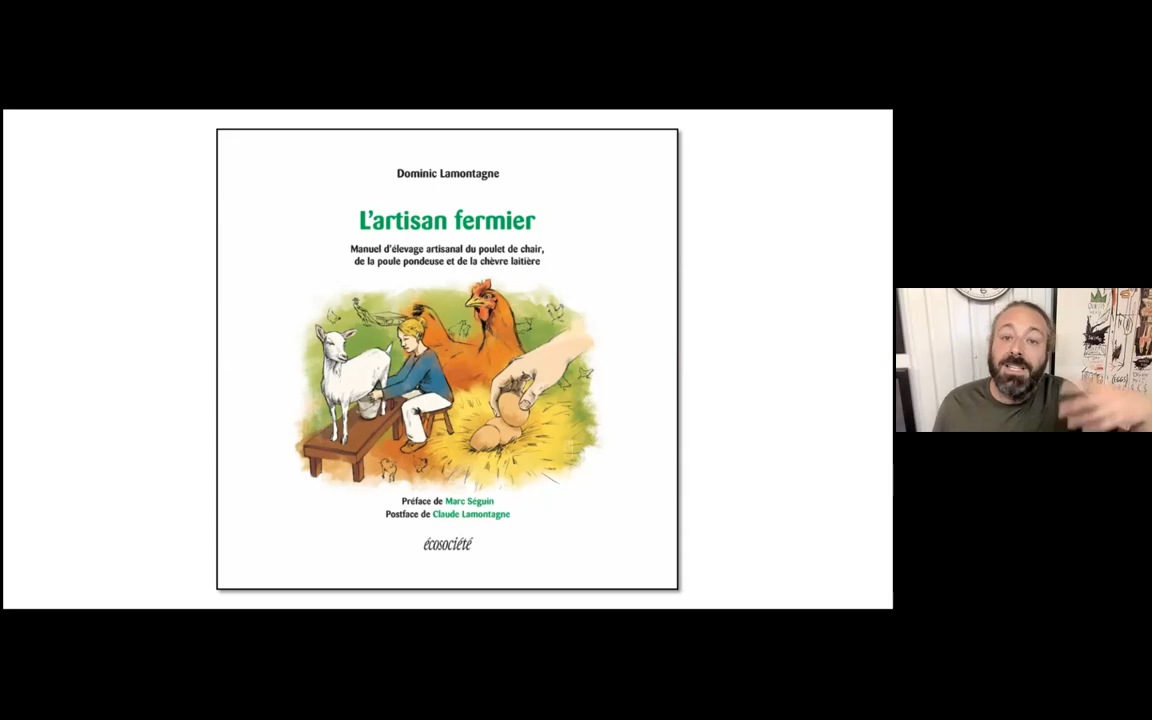 Dominic Lamontagne
L'artisan fermier
Manuel d'élevage artisanal du poulet de chair,
de la poule pondeuse et de la chèvre laitière
Préface de Marc Séguin
Postface de Claude Lamontagne
écosociété